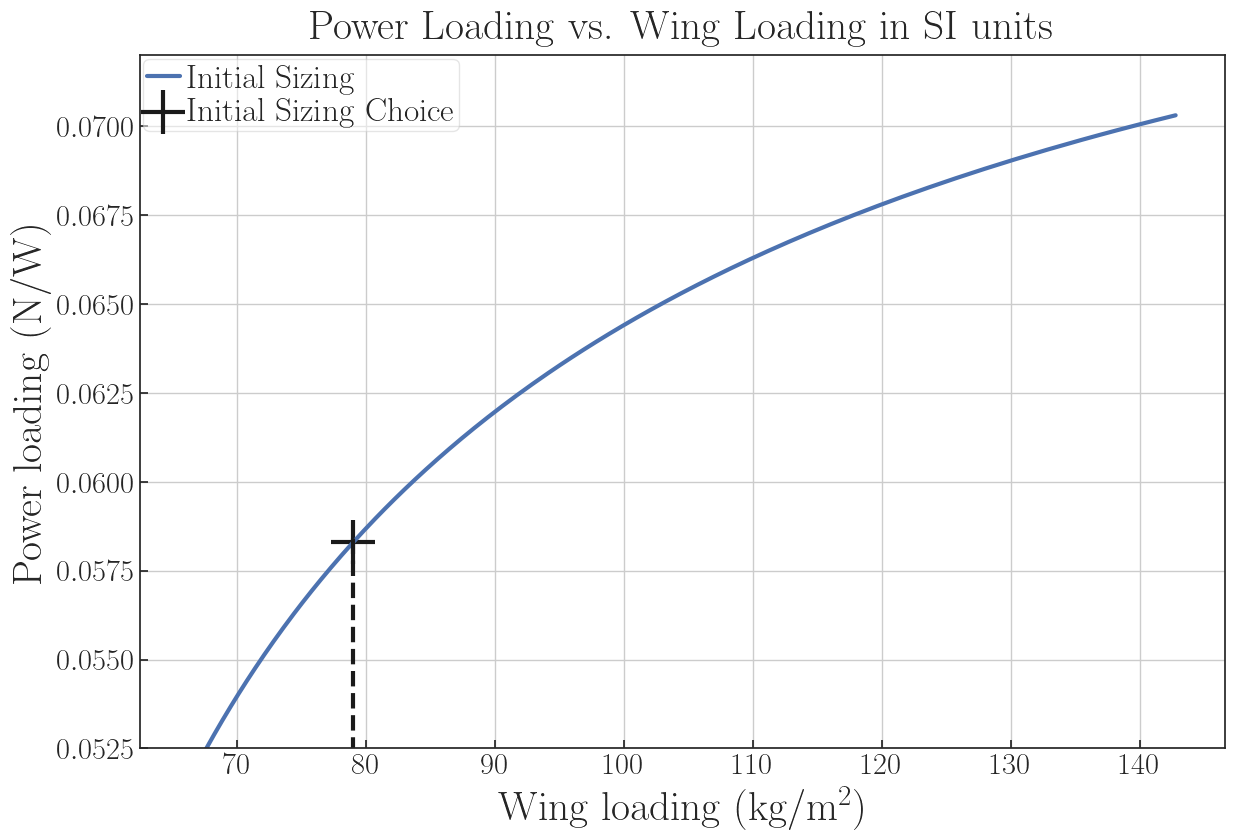 Power Loading vs. Wing Loading in SI units
Initial Sizing
Initial Sizing Choice
Power loading (N/W)
0.0700
0.0675
0.0650
0.0625
0.0600
0.0575
0.0550
0.0525
70 80 90 100 110 120 130 140
Wing loading (kg/m²)